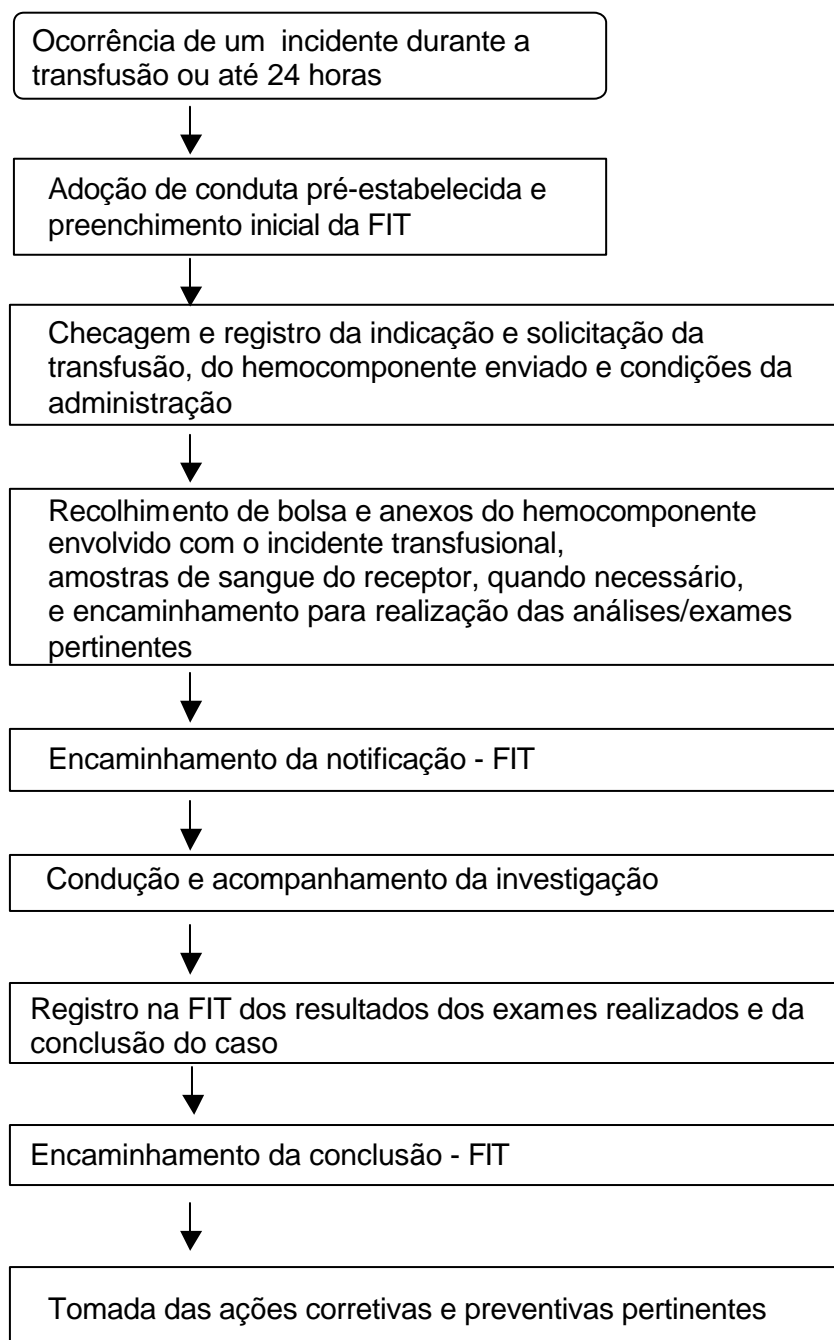 Ocorrência de um incidente durante a
transfusão ou até 24 horas
Adoção de conduta pré-estabelecida e
preenchimento inicial da FIT
Checagem e registro da indicação e solicitação da
transfusão, do hemocomponente enviado e condições da
administração
Recolhimento de bolsa e anexos do hemocomponente
envolvido com o incidente transfusional,
amostras de sangue do receptor, quando necessário,
e encaminhamento para realização das análises/exames
pertinentes
Encaminhamento da notificação - FIT
Condução e acompanhamento da investigação
Registro na FIT dos resultados dos exames realizados e da
conclusão do caso
Encaminhamento da conclusão - FIT
Tomada das ações corretivas e preventivas pertinentes